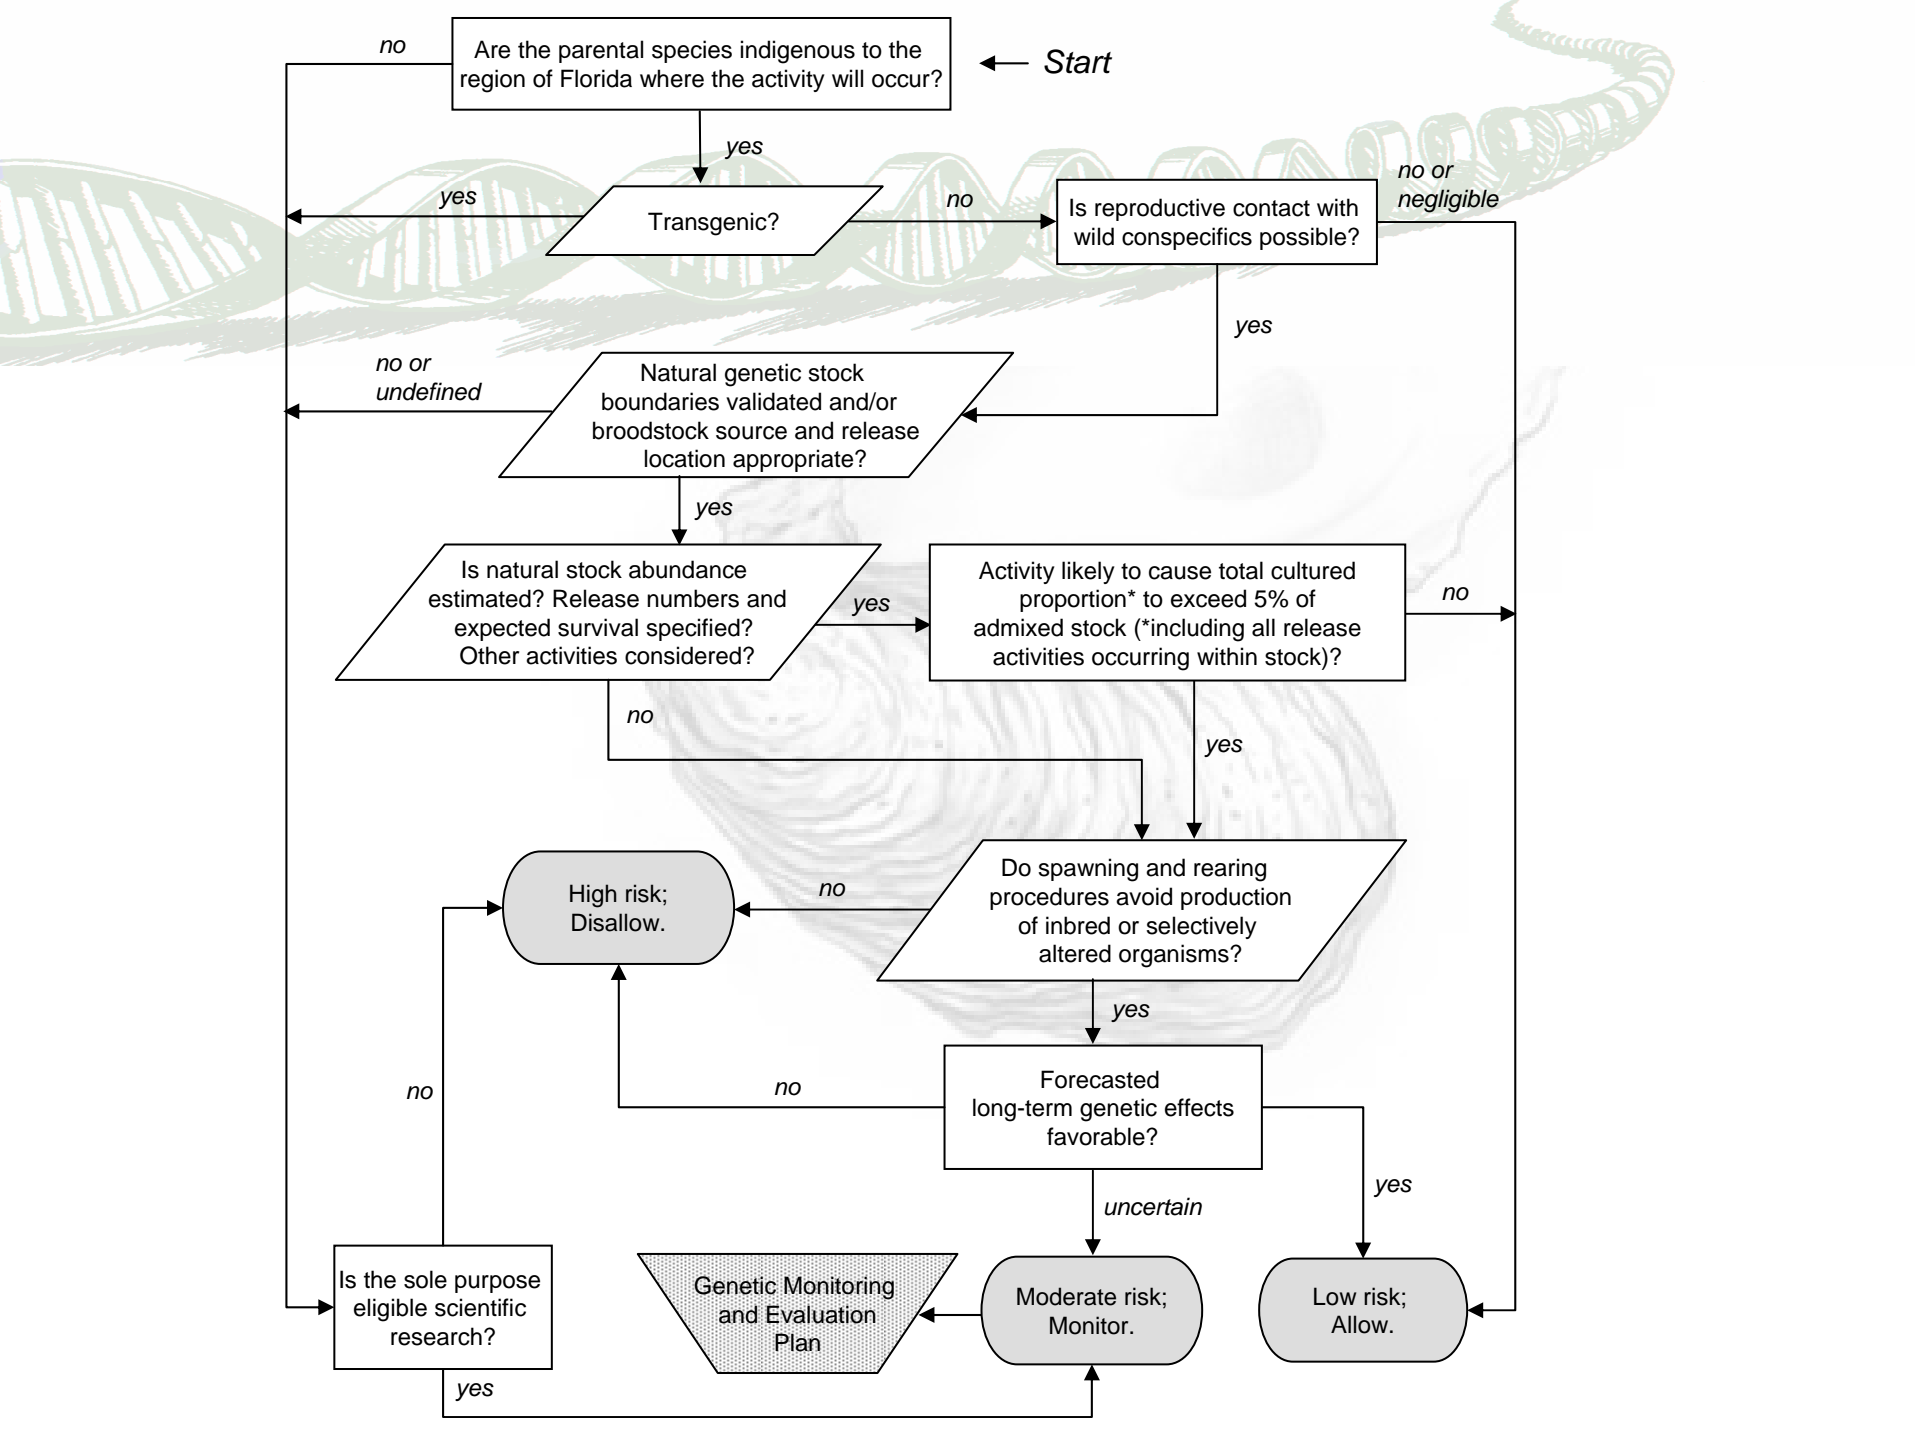 no
Are the parental species indigenous to the
region of Florida where the activity will occur?
Start
yes
yes
Transgenic?
no
Is reproductive contact with
wild conspecifics possible?
no or
negligible
yes
no or
undefined
Natural genetic stock
boundaries validated and/or
broodstock source and release
location appropriate?
yes
Is natural stock abundance
estimated? Release numbers and
expected survival specified?
Other activities considered?
yes
Activity likely to cause total cultured
proportion* to exceed 5% of
admixed stock (*including all release
activities occurring within stock)?
no
no
yes
High risk;
Disallow.
no
Do spawning and rearing
procedures avoid production
of inbred or selectively
altered organisms?
yes
no
no
Forecasted
long-term genetic effects
favorable?
yes
uncertain
Is the sole purpose
eligible scientific
research?
Genetic Monitoring
and Evaluation
Plan
Moderate risk;
Monitor.
Low risk;
Allow.
yes